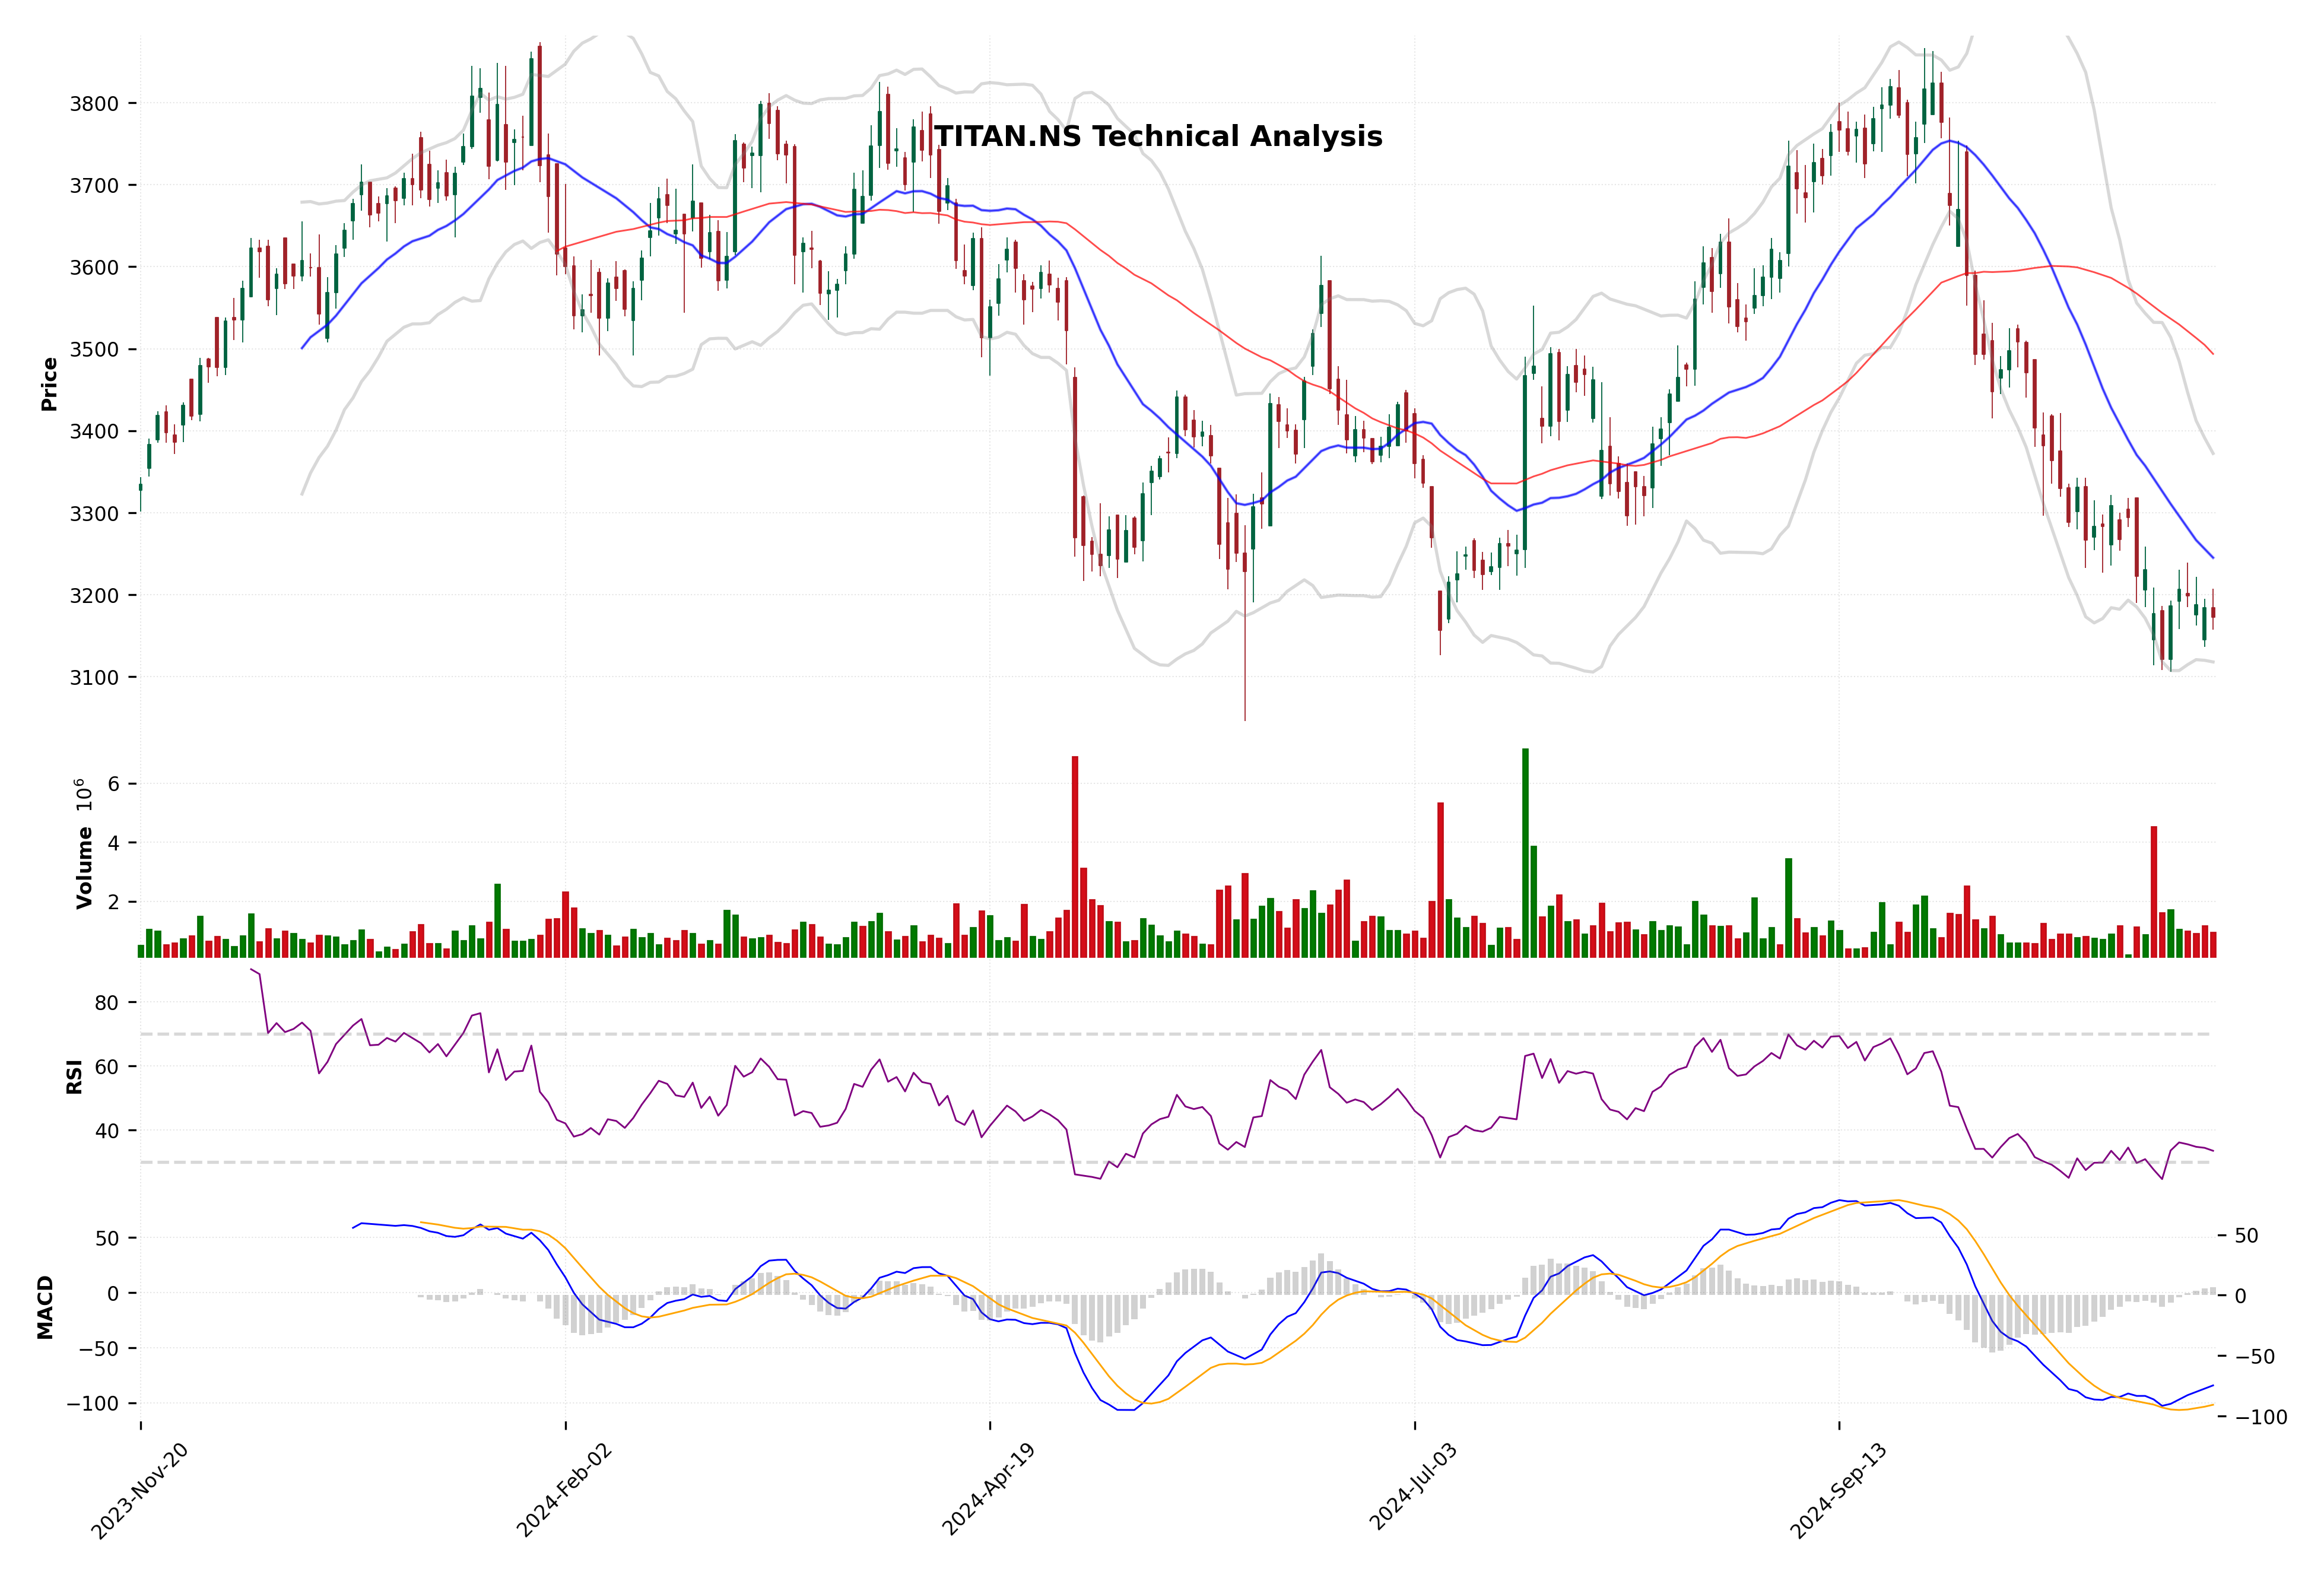 TITAN.NS Technical Analysis
Price
3800
3700
3600
3500
3400
3300
3200
3100
Volume 10⁶
6
4
2
RSI
80
60
40
MACD
50
0
−50
−100
50
0
−50
−100
2023-Nov-20
2024-Feb-02
2024-Apr-19
2024-Jul-03
2024-Sep-13